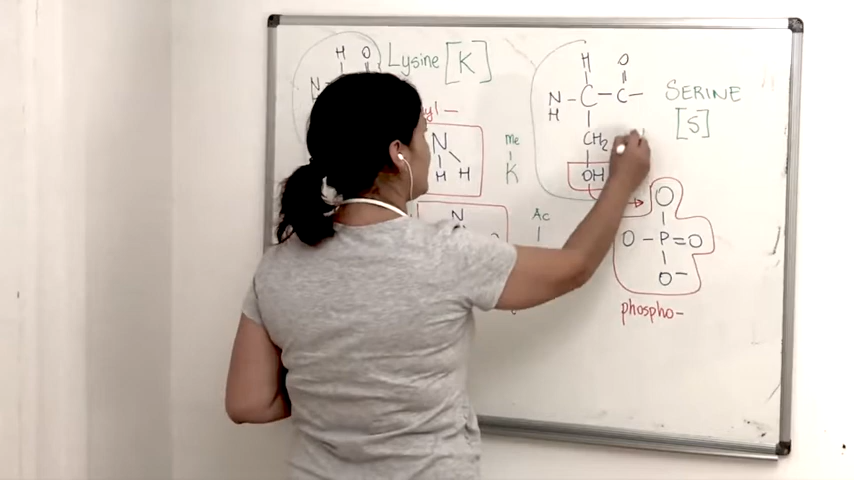 H O
N
Lysine [K]
yl—
N
H H
Me
K
N
Ac
H O
N – C – C –
H
SERINE
[S]
CH2
OH
O
O – P = O
O–
phospho–